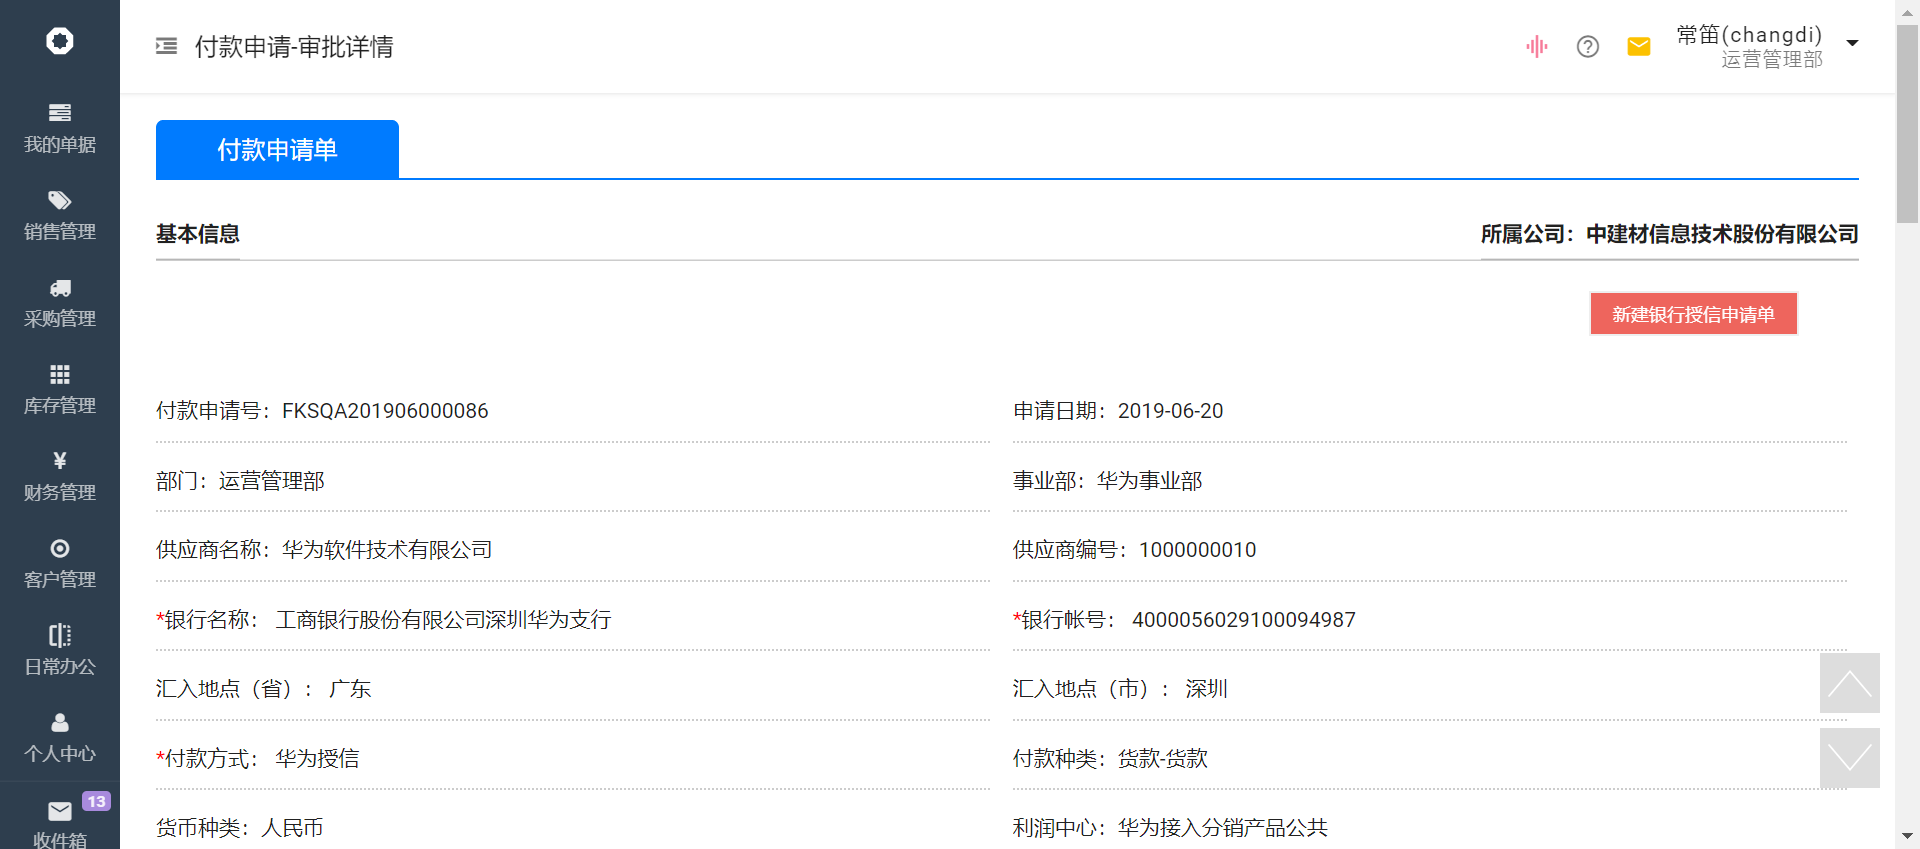 付款申请-审批详情
常笛(changdi)
运营管理部
我的单据
销售管理
采购管理
库存管理
¥
财务管理
客户管理
日常办公
个人中心
13
收件箱
付款申请单
基本信息
所属公司：中建材信息技术股份有限公司
新建银行授信申请单
付款申请号：FKSQA201906000086
申请日期：2019-06-20
部门：运营管理部
事业部：华为事业部
供应商名称：华为软件技术有限公司
供应商编号：1000000010
*银行名称： 工商银行股份有限公司深圳华为支行
*银行帐号： 4000056029100094987
汇入地点（省）： 广东
汇入地点（市）： 深圳
*付款方式： 华为授信
付款种类：货款-货款
货币种类：人民币
利润中心：华为接入分销产品公共